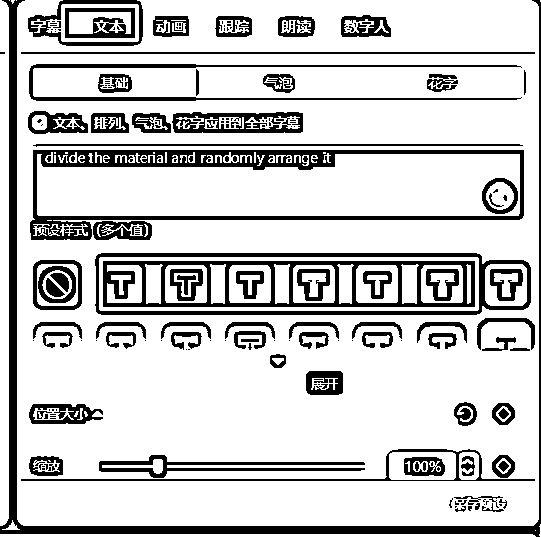 字幕 文本 动画 跟踪 朗读 数字人
基础 气泡 花字
文本、排列、气泡、花字应用到全部字幕
divide the material and randomly arrange it
预设样式 (多个值)
T T T T T T T
展开
位置大小
缩放 100%
保存预设